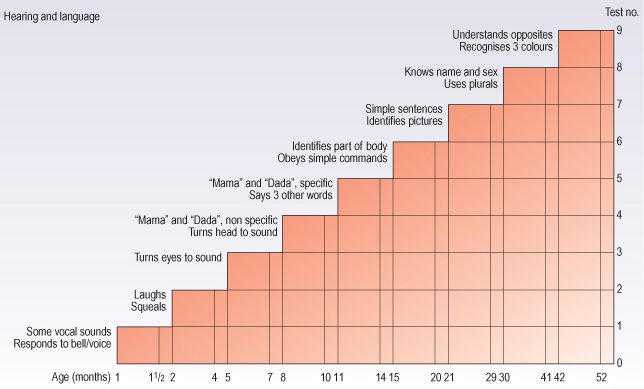 Hearing and language
Test no.
9
Understands opposites
Recognises 3 colours
8
Knows name and sex
Uses plurals
7
Simple sentences
Identifies pictures
6
Identifies part of body
Obeys simple commands
5
“Mama” and “Dada”, specific
Says 3 other words
4
“Mama” and “Dada”, non specific
Turns head to sound
3
Turns eyes to sound
2
Laughs
Squeals
1
Some vocal sounds
Responds to bell/voice
0
Age (months) 1 1 1/2 2 4 5 7 8 10 11 14 15 20 21 29 30 41 42 52